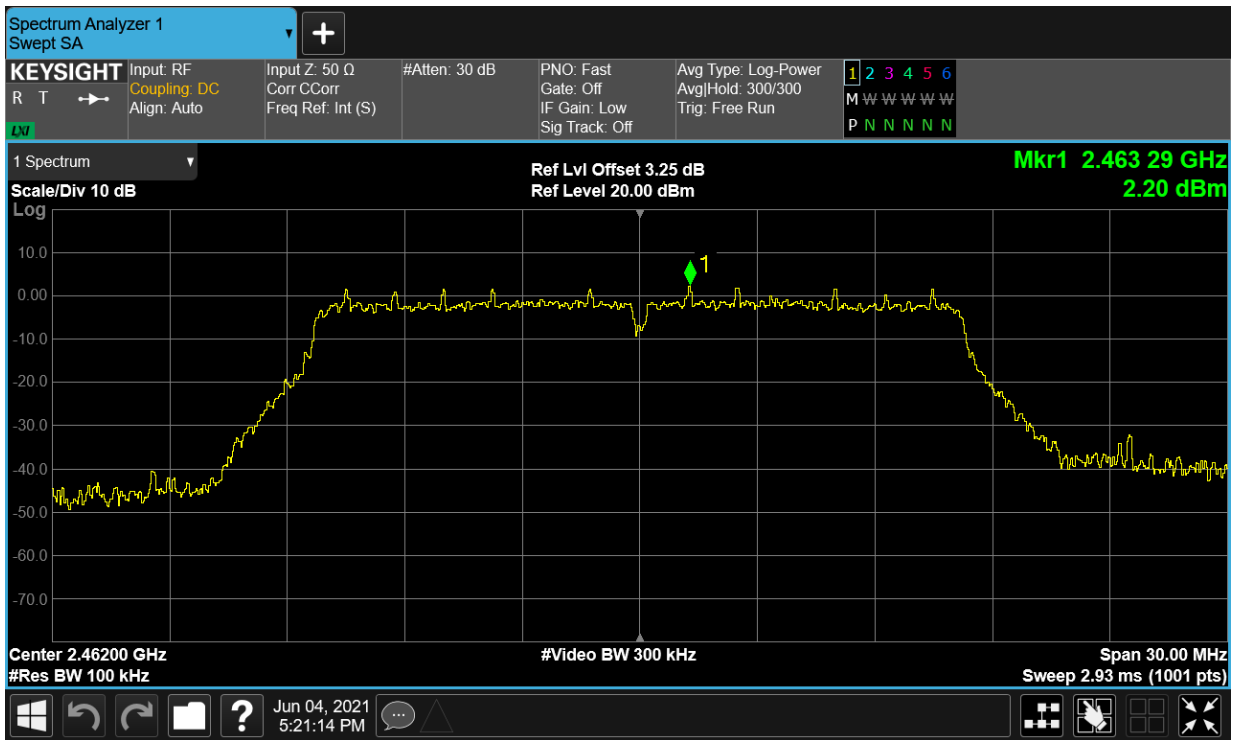 Spectrum Analyzer 1
Swept SA
KEYSIGHT
R T
LXI
Input: RF
Coupling: DC
Align: Auto
Input Z: 50 Ω
Corr CCorr
Freq Ref: Int (S)
#Atten: 30 dB
PNO: Fast
Gate: Off
IF Gain: Low
Sig Track: Off
Avg Type: Log-Power
Avg|Hold: 300/300
Trig: Free Run
1 2 3 4 5 6
M W W W W W
P N N N N N
1 Spectrum
Scale/Div 10 dB
Log
Ref Lvl Offset 3.25 dB
Ref Level 20.00 dBm
Mkr1 2.463 29 GHz
2.20 dBm
1
10.0
0.00
-10.0
-20.0
-30.0
-40.0
-50.0
-60.0
-70.0
Center 2.46200 GHz
#Res BW 100 kHz
#Video BW 300 kHz
Span 30.00 MHz
Sweep 2.93 ms (1001 pts)
?
Jun 04, 2021
5:21:14 PM